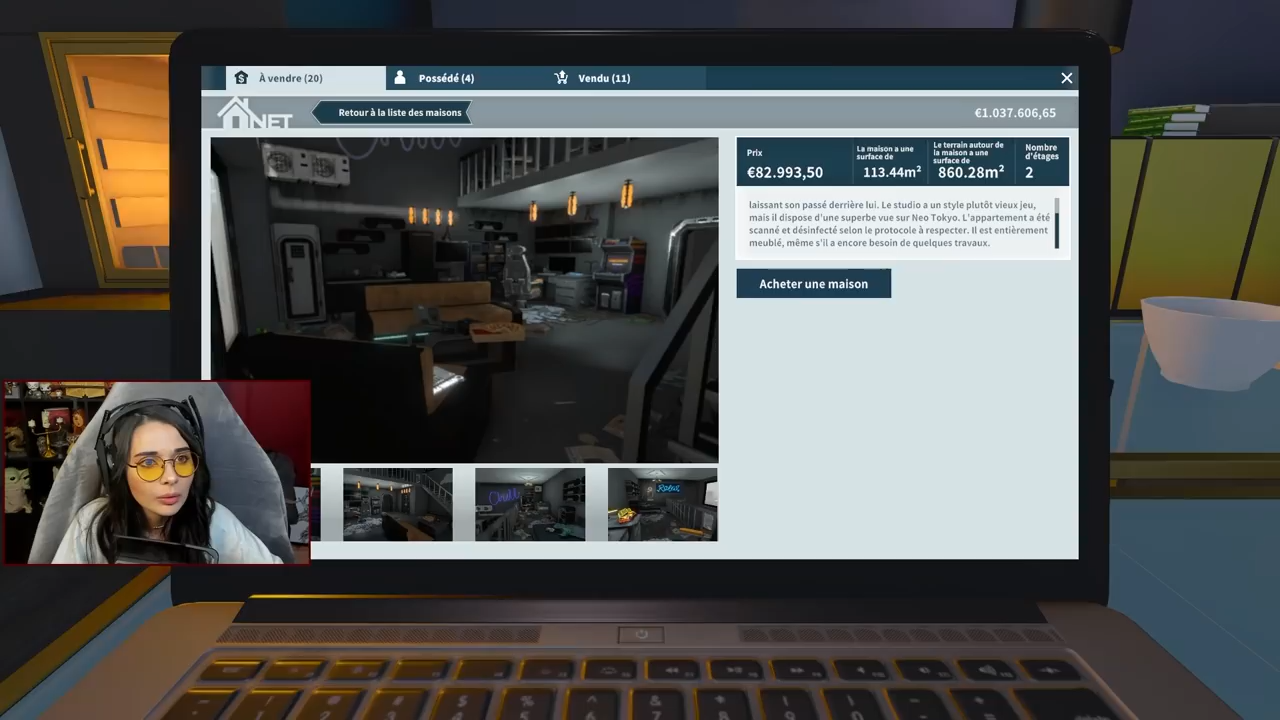 À vendre (20)
Possédé (4)
Vendu (11)
NET
Retour à la liste des maisons
€1.037.606,65
Prix
€82.993,50
La maison a une
surface de
113.44m²
Le terrain autour de
la maison a une
surface de
860.28m²
Nombre
d'étages
2
laissant son passé derrière lui. Le studio a un style plutôt vieux jeu,
mais il dispose d'une superbe vue sur Neo Tokyo. L'appartement a été
scanné et désinfecté selon le protocole à respecter. Il est entièrement
meublé, même s'il a encore besoin de quelques travaux.
Acheter une maison
Chill
Relax